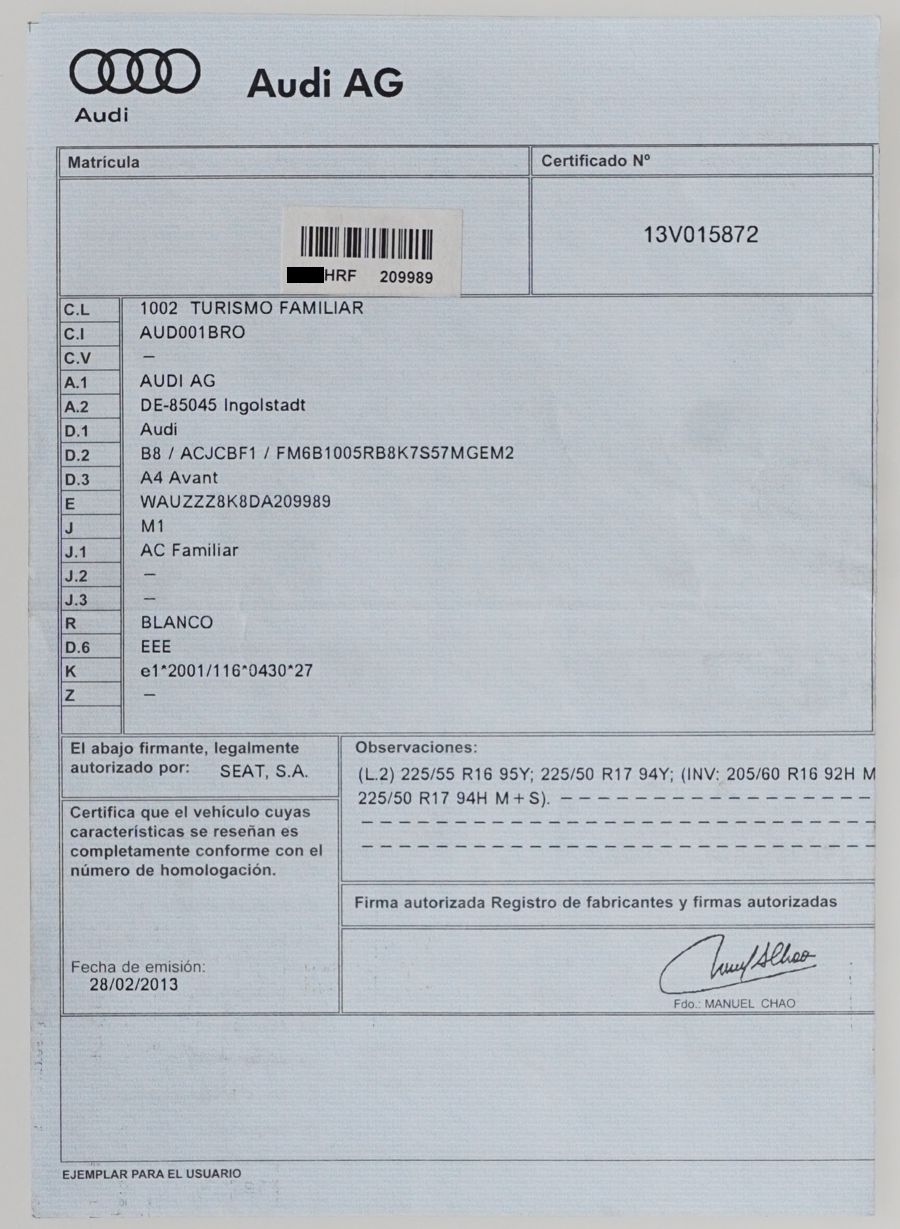 Audi
Audi AG
Matrícula
Certificado Nº
13V015872
HRF 209989
C.L 1002 TURISMO FAMILIAR
C.I AUD001BRO
C.V –
A.1 AUDI AG
A.2 DE-85045 Ingolstadt
D.1 Audi
D.2 B8 / ACJCBF1 / FM6B1005RB8K7S57MGEM2
D.3 A4 Avant
E WAUZZZ8K8DA209989
J M1
J.1 AC Familiar
J.2 –
J.3 –
R BLANCO
D.6 EEE
K e1*2001/116*0430*27
Z –
El abajo firmante, legalmente
autorizado por: SEAT, S.A.
Certifica que el vehículo cuyas
características se reseñan es
completamente conforme con el
número de homologación.
Fecha de emisión:
28/02/2013
Observaciones:
(L.2) 225/55 R16 95Y; 225/50 R17 94Y; (INV: 205/60 R16 92H M
225/50 R17 94H M + S). – – – – – – – – – – – – – – –
Firma autorizada Registro de fabricantes y firmas autorizadas
Fdo.: MANUEL CHAO
EJEMPLAR PARA EL USUARIO